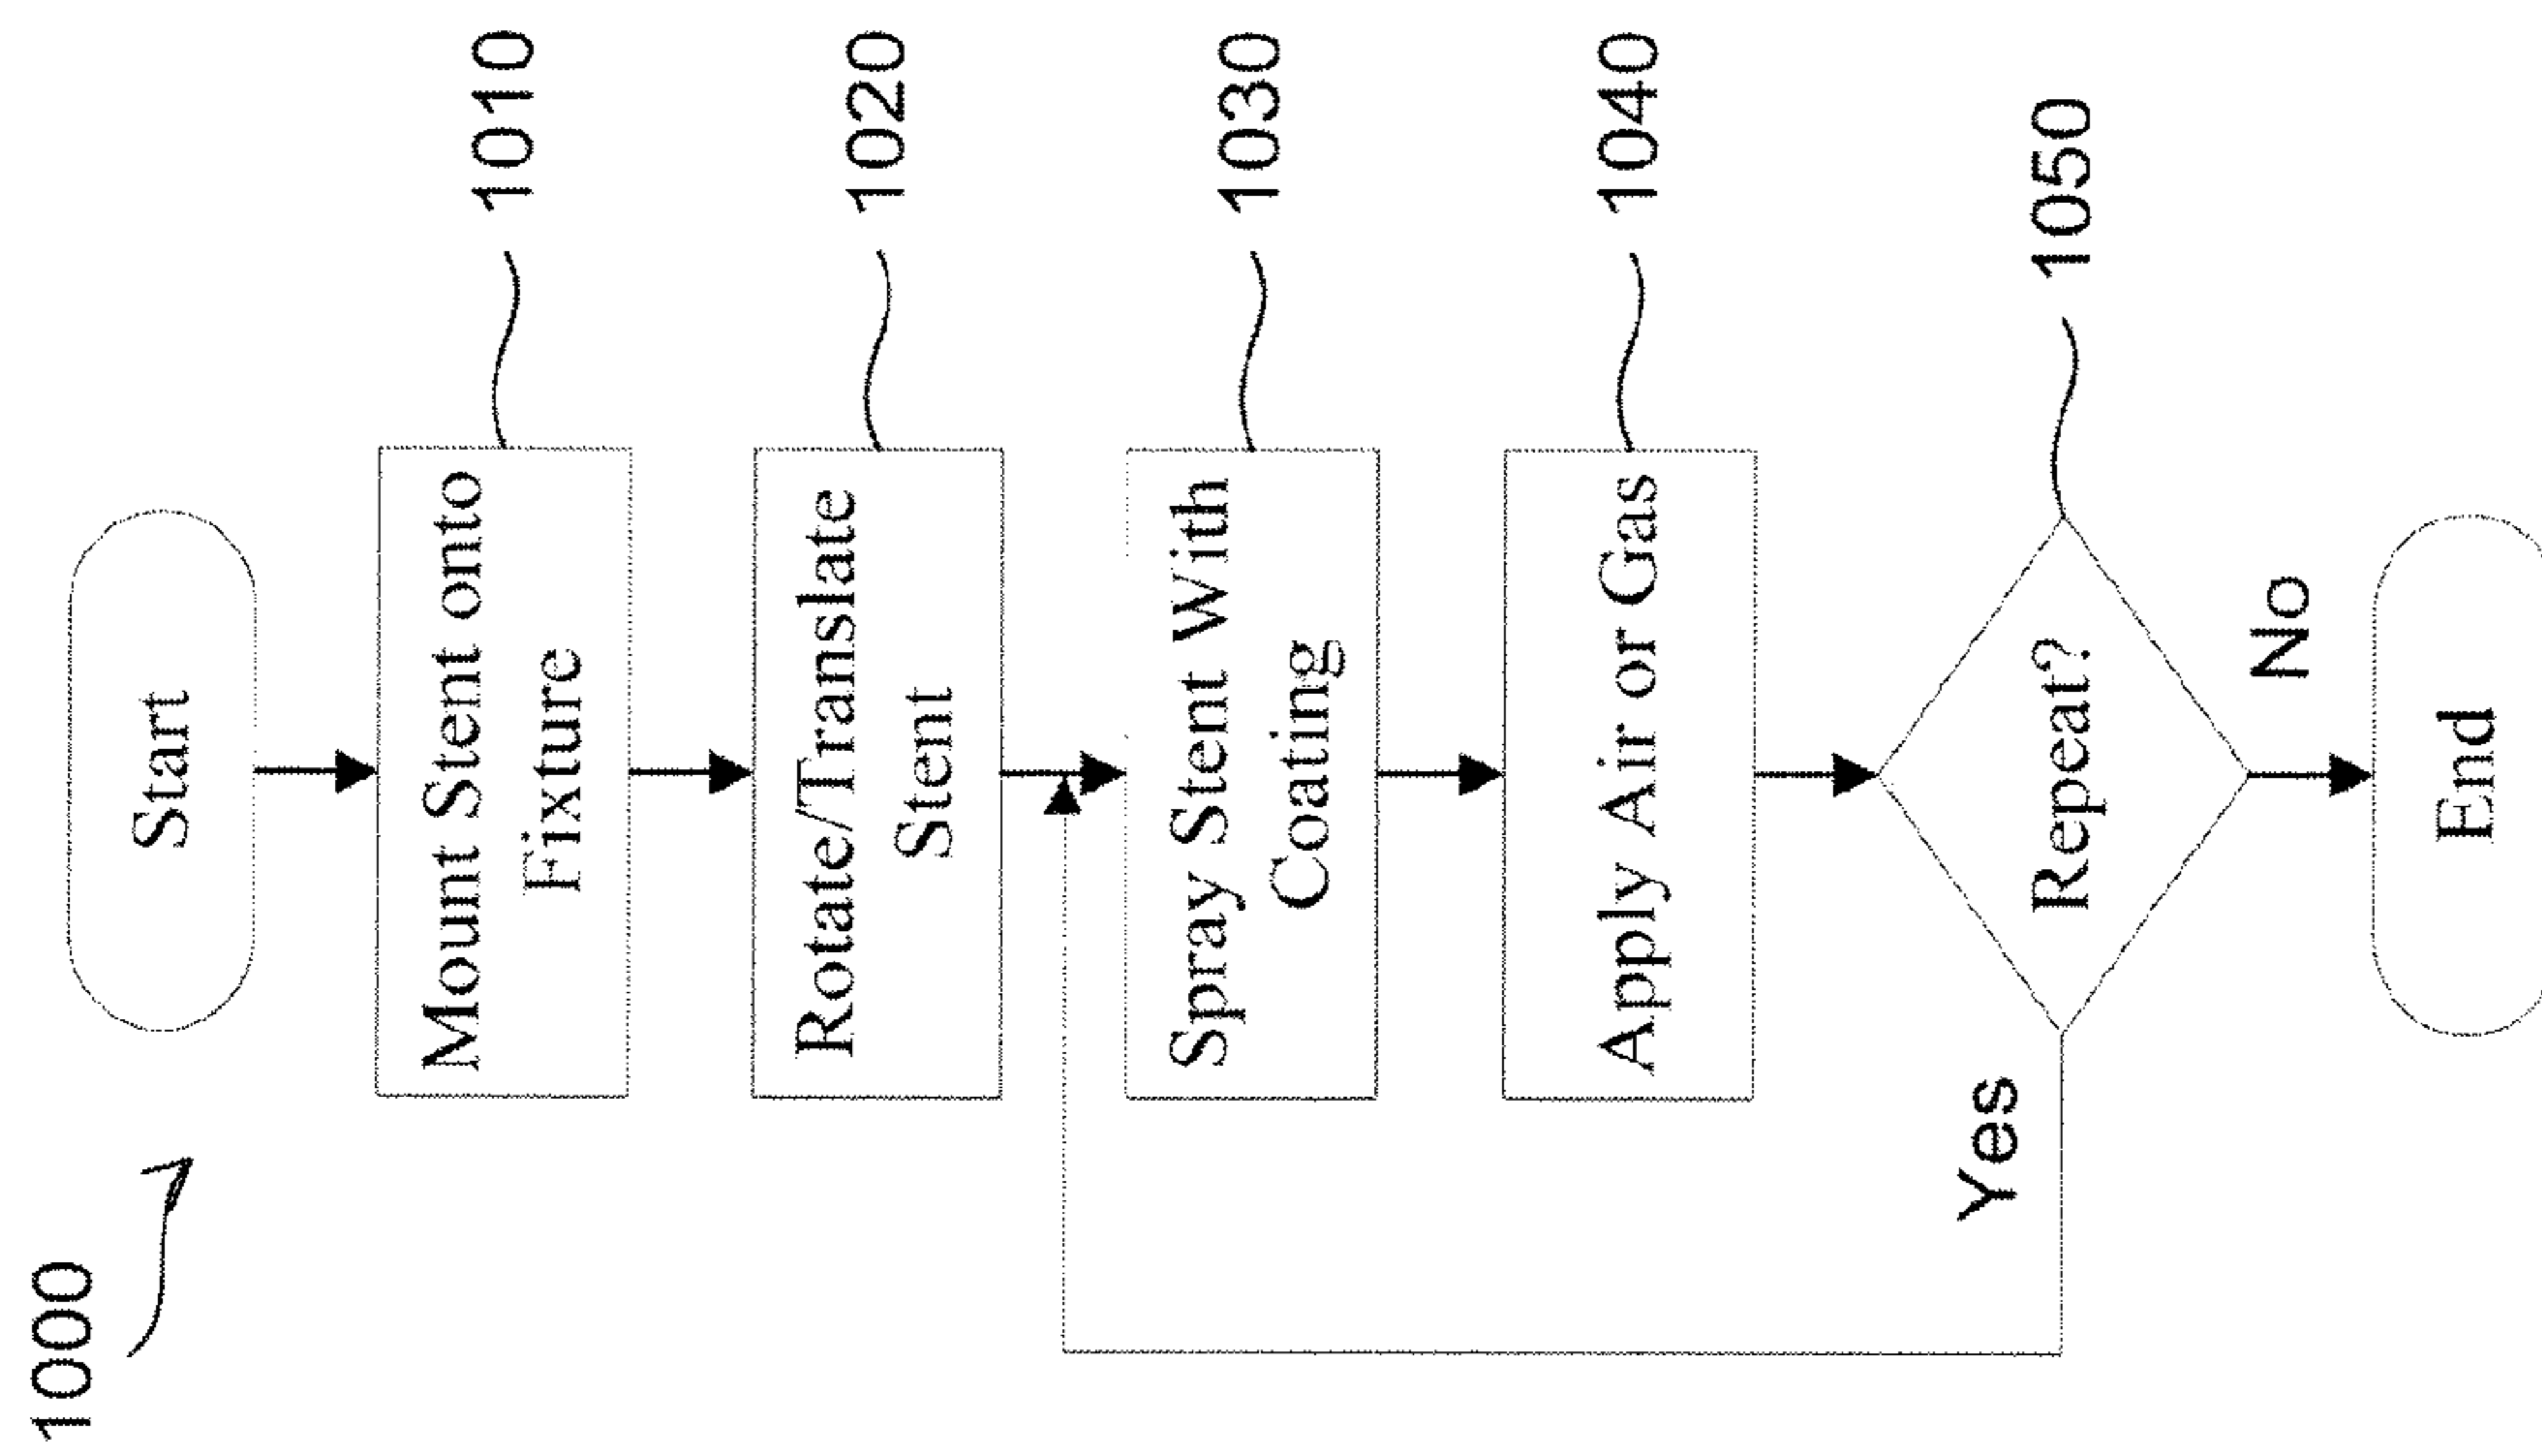 1000
Start
Mount Stent onto
Fixture
1010
Rotate/Translate
Stent
1020
Spray Stent With
Coating
1030
Apply Air or Gas
1040
Repeat?
1050
Yes
No
End